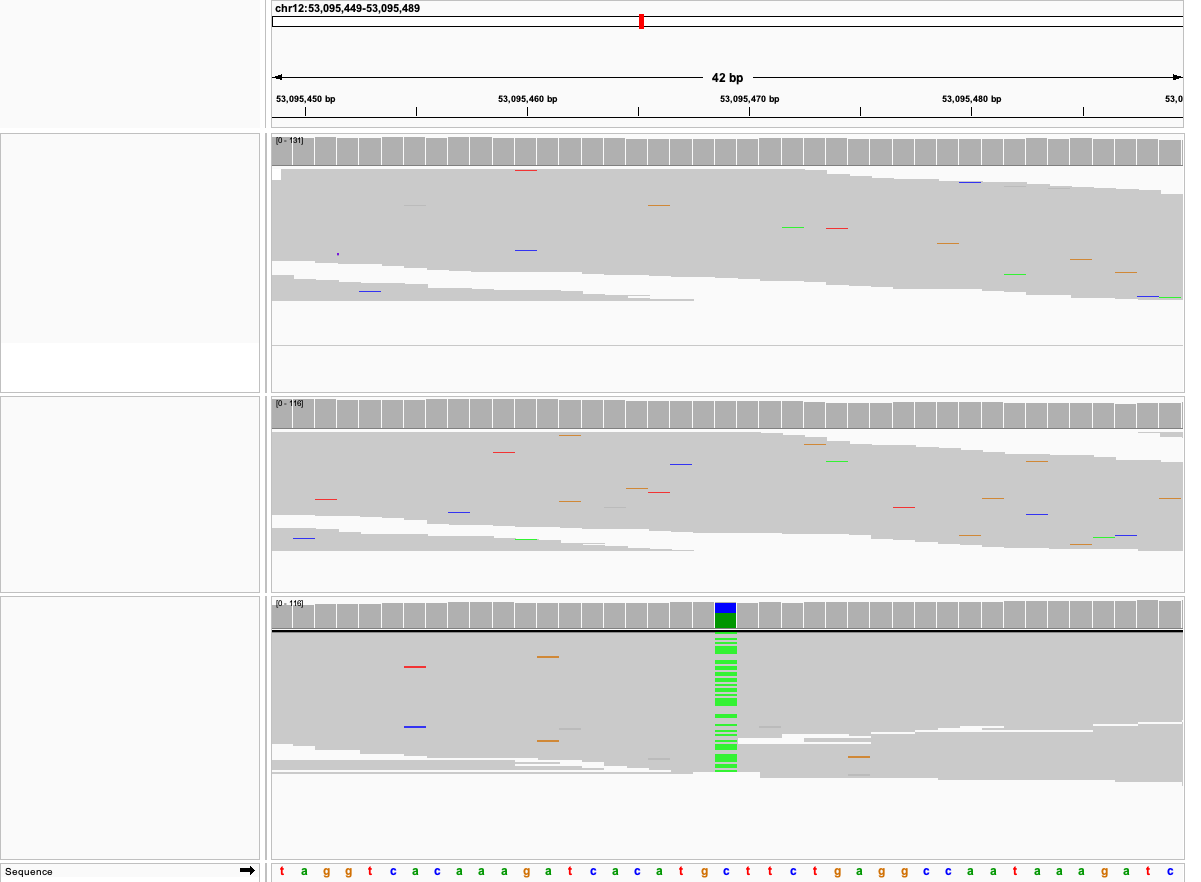 chr12:53,095,449-53,095,489
42 bp
53,095,450 bp 53,095,460 bp 53,095,470 bp 53,095,480 bp 53,0
[0 - 131]
[0 - 116]
[0 - 116]
Sequence t a g g t c a c a a a g a t c a c a t g c t t c t g a g g c c a a t a a a g a t c